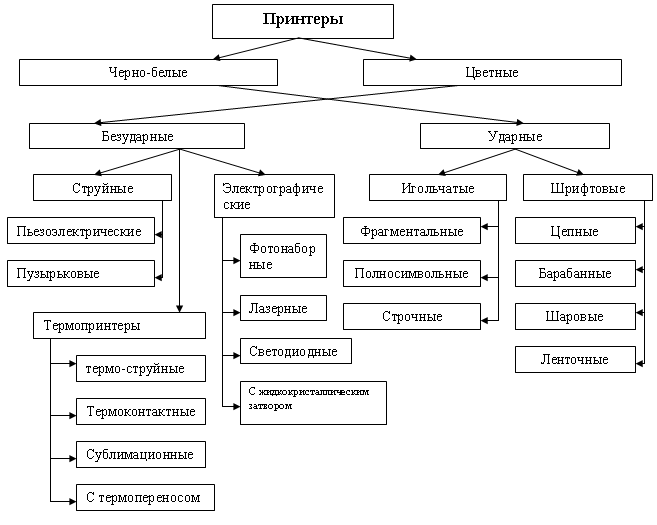 Принтеры
Черно-белые
Цветные
Безударные
Ударные
Струйные
Электрографиче
ские
Игольчатые
Шрифтовые
Пьезоэлектрические
Пузырьковые
Фотонабор
ные
Лазерные
Светодиодные
С жидкокристаллическим
затвором
Фрагментальные
Полносимвольные
Строчные
Цепные
Барабанные
Шаровые
Ленточные
Термопринтеры
термо-струйные
Термоконтактные
Сублимационные
С термопереносом